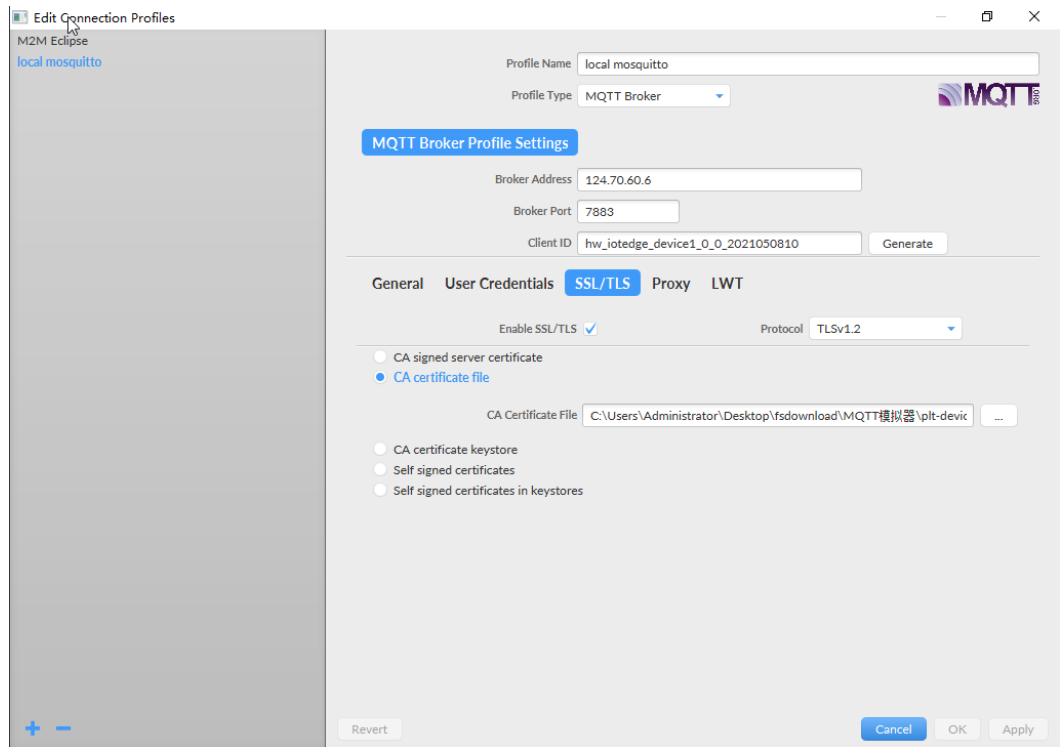 Edit Connection Profiles
M2M Eclipse
local mosquitto
Profile Name local mosquitto
Profile Type MQTT Broker
MQTT.ORG
MQTT Broker Profile Settings
Broker Address 124.70.60.6
Broker Port 7883
Client ID hw_iotedge_device1_0_0_2021050810 Generate
General User Credentials SSL/TLS Proxy LWT
Enable SSL/TLS Protocol TLSv1.2
CA signed server certificate
CA certificate file
CA Certificate File C:\Users\Administrator\Desktop\fsdownload\MQTT模拟器\plt-devic ...
CA certificate keystore
Self signed certificates
Self signed certificates in keystores
Revert Cancel OK Apply